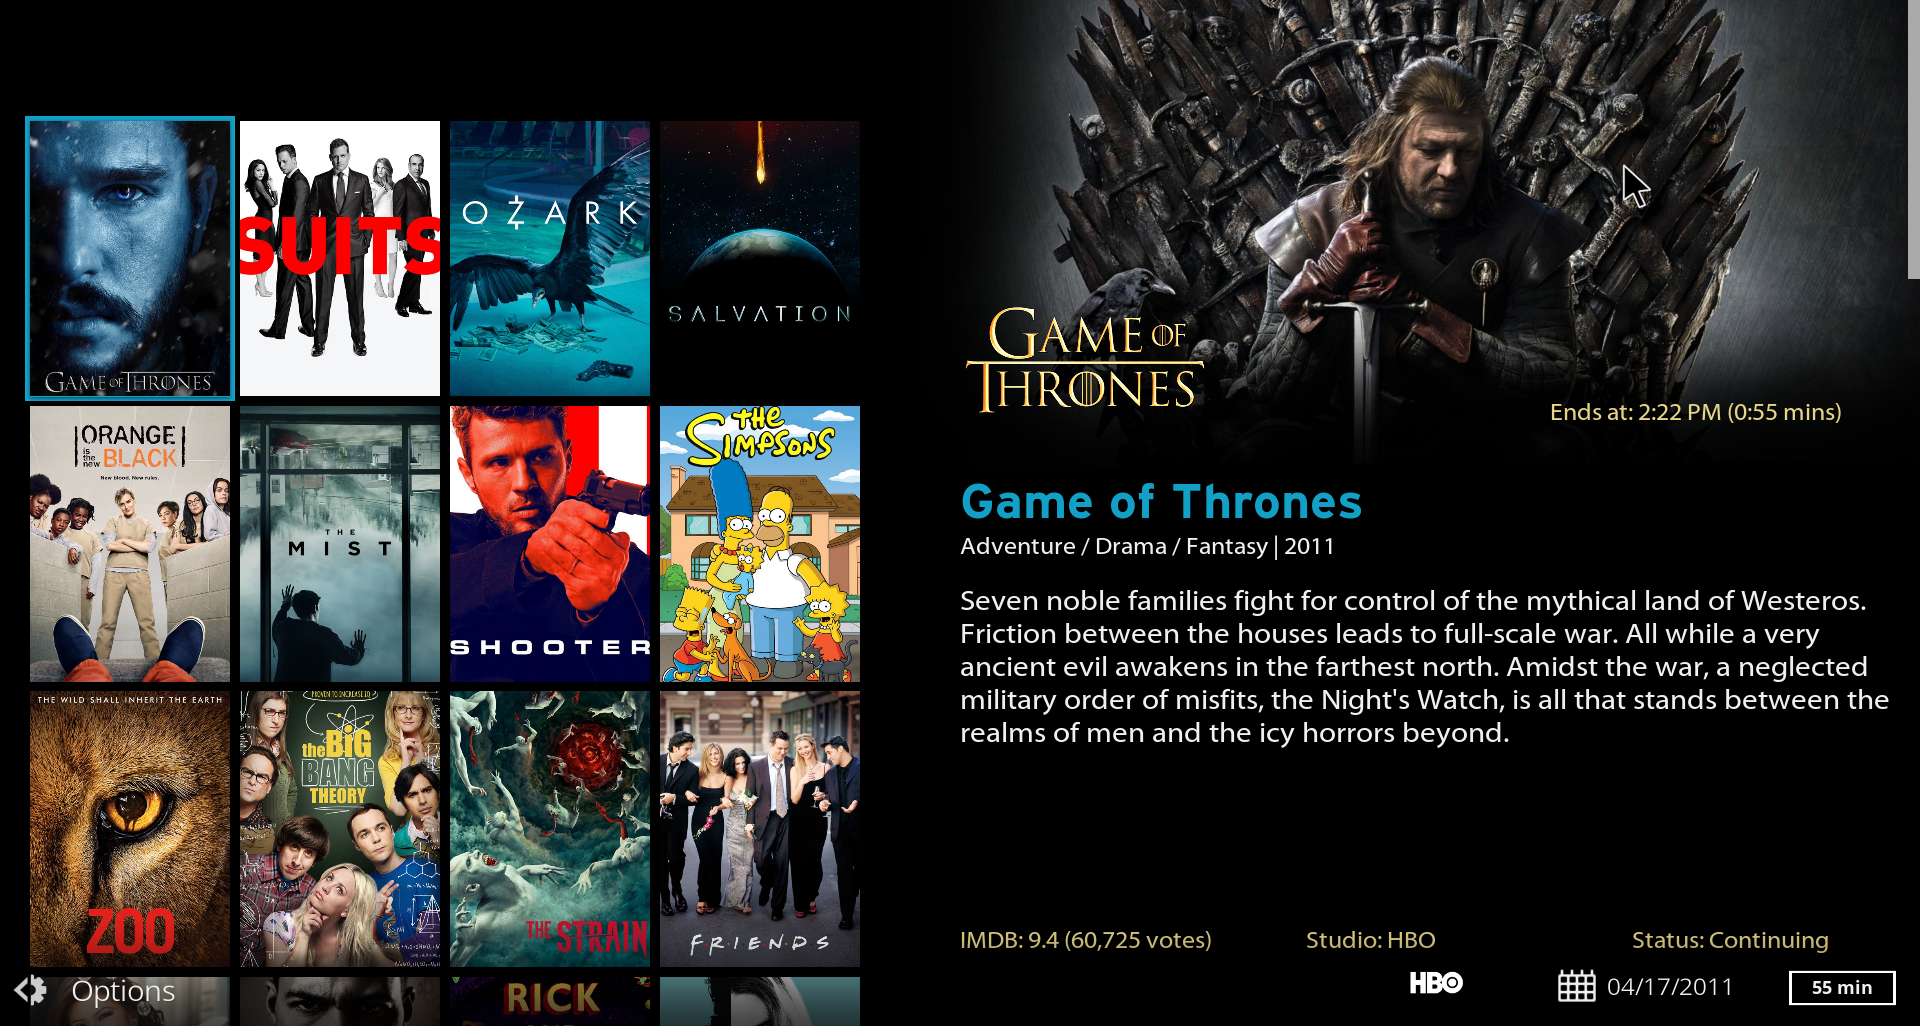 GAME OF THRONES
SUITS
OZARK
SALVATION
ORANGE
is the new BLACK
New blood. New rules.
THE
MIST
SHOOTER
THE
SIMPSONS
THE WILD SHALL INHERIT THE EARTH
ZOO
PROVEN TO INCREASE IQ
the BIG
BANG
THEORY
THE STRAIN
F·R·I·E·N·D·S
RICK
Options
GAME OF
THRONES
Ends at: 2:22 PM (0:55 mins)
Game of Thrones
Adventure / Drama / Fantasy | 2011
Seven noble families fight for control of the mythical land of Westeros.
Friction between the houses leads to full-scale war. All while a very
ancient evil awakens in the farthest north. Amidst the war, a neglected
military order of misfits, the Night's Watch, is all that stands between the
realms of men and the icy horrors beyond.
IMDB: 9.4 (60,725 votes)
Studio: HBO
Status: Continuing
HBO
04/17/2011
55 min